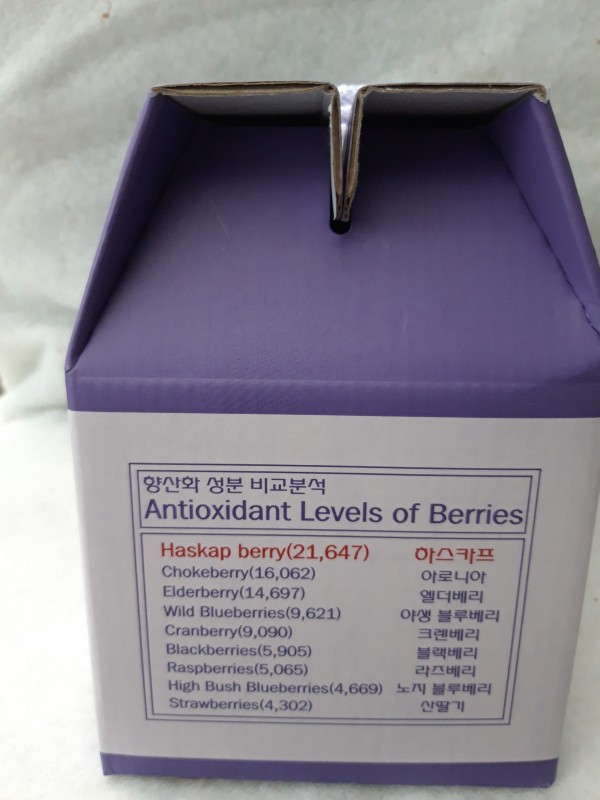 향산화 성분 비교분석
Antioxidant Levels of Berries
Haskap berry(21,647) 하스카프
Chokeberry(16,062) 아로니아
Elderberry(14,697) 엘더베리
Wild Blueberries(9,621) 야생 블루베리
Cranberry(9,090) 크렌베리
Blackberries(5,905) 블랙베리
Raspberries(5,065) 라즈베리
High Bush Blueberries(4,669) 노지 블루베리
Strawberries(4,302) 산딸기